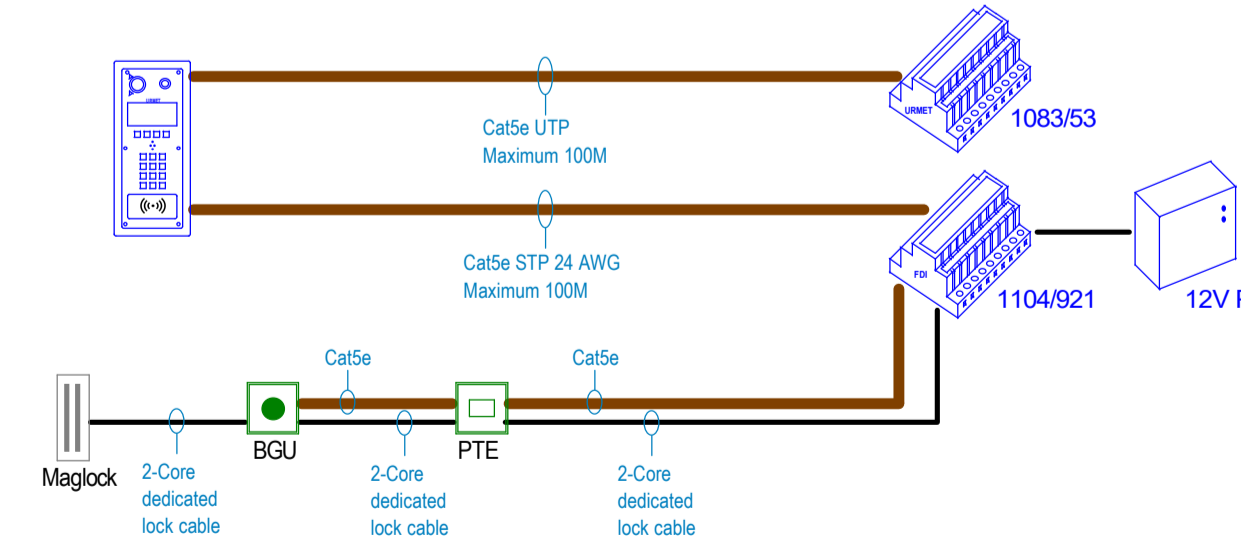 URMET
Cat5e UTP
Maximum 100M
URMET
1083/53
Cat5e STP 24 AWG
Maximum 100M
FDI
1104/921
12V
Cat5e
Cat5e
Maglock
BGU
PTE
2-Core
dedicated
lock cable
2-Core
dedicated
lock cable
2-Core
dedicated
lock cable